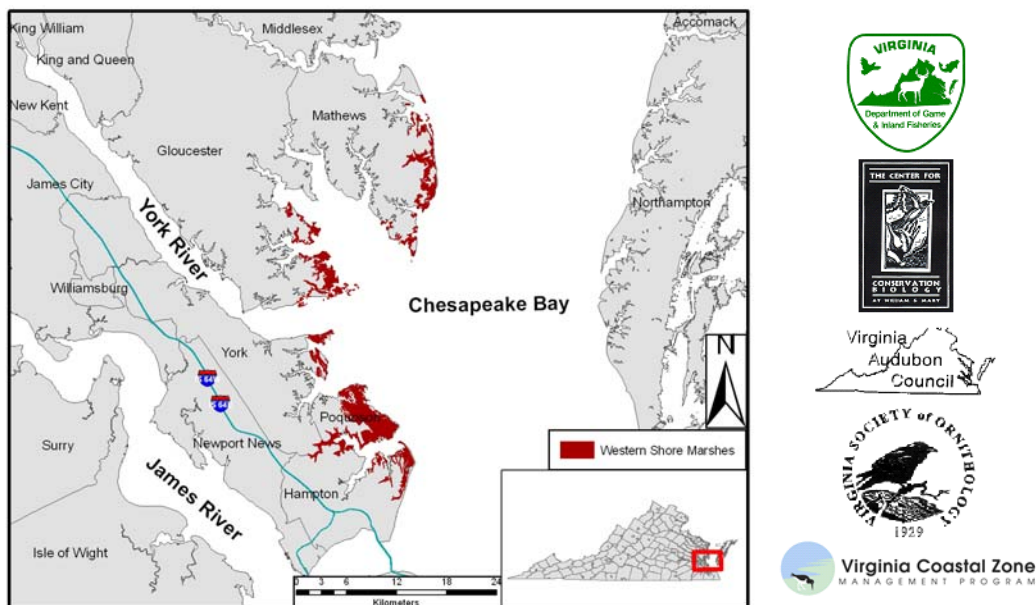 King William
Middlesex
Accomack
King and Queen
New Kent
Mathews
Gloucester
James City
York River
Northampton
Williamsburg
Chesapeake Bay
York
N
Newport News
Surry
Western Shore Marshes
James River
Hampton
Isle of Wight
0 3 6 12 18 24
Kilometers
VIRGINIA
Department of Game
& Inland Fisheries
THE CENTER FOR
CONSERVATION
BIOLOGY
AT WILLIAM & MARY
Virginia
Audubon
Council
VIRGINIA SOCIETY of ORNITHOLOGY
1929
Virginia Coastal Zone
MANAGEMENT PROGRAM